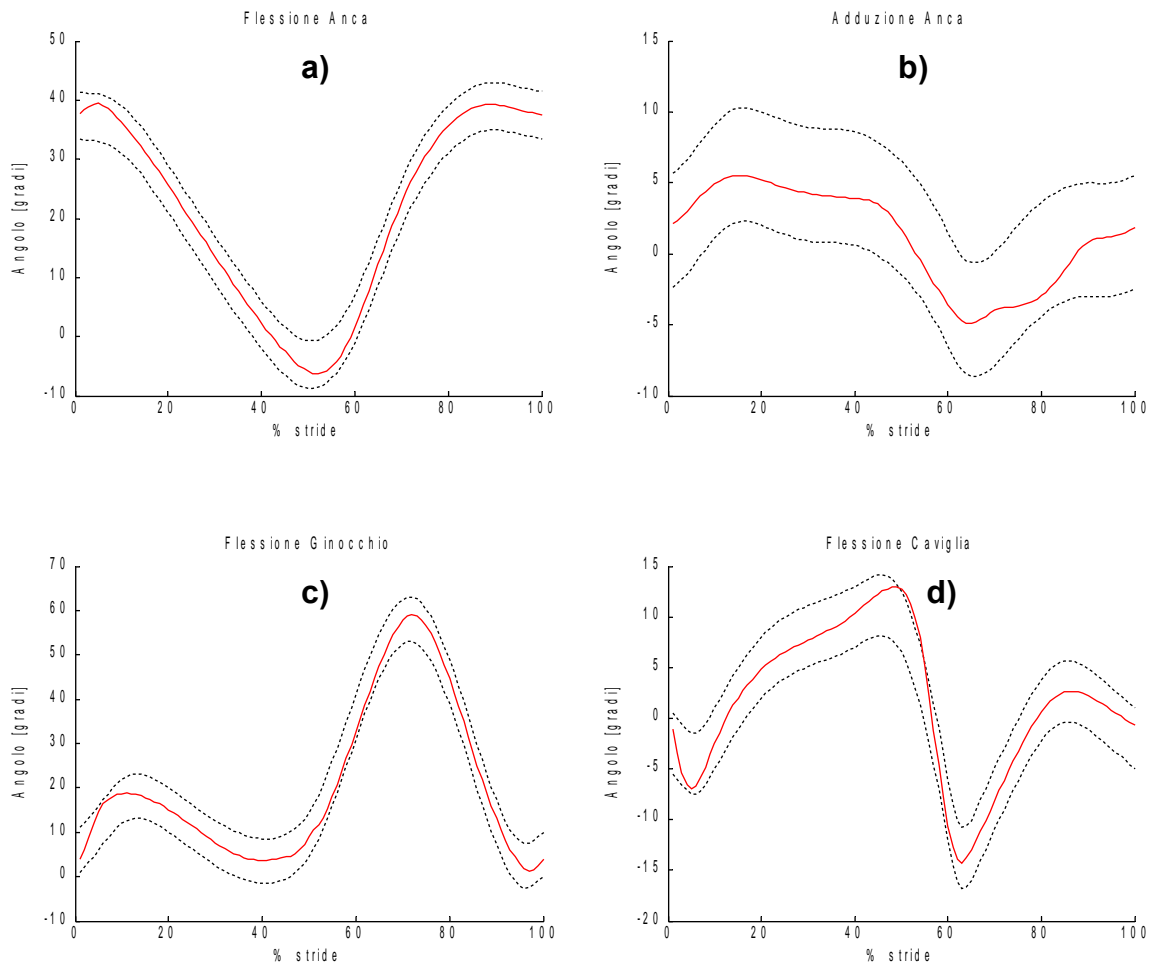 Flessione Anca
a)
50
40
30
20
10
0
-10
Angolo [gradi]
0 20 40 60 80 100
% stride
Adduzione Anca
b)
15
10
5
0
-5
-10
Angolo [gradi]
0 20 40 60 80 100
% stride
Flessione Ginocchio
c)
70
60
50
40
30
20
10
0
-10
Angolo [gradi]
0 20 40 60 80 100
% stride
Flessione Caviglia
d)
15
10
5
0
-5
-10
-15
-20
Angolo [gradi]
0 20 40 60 80 100
% stride